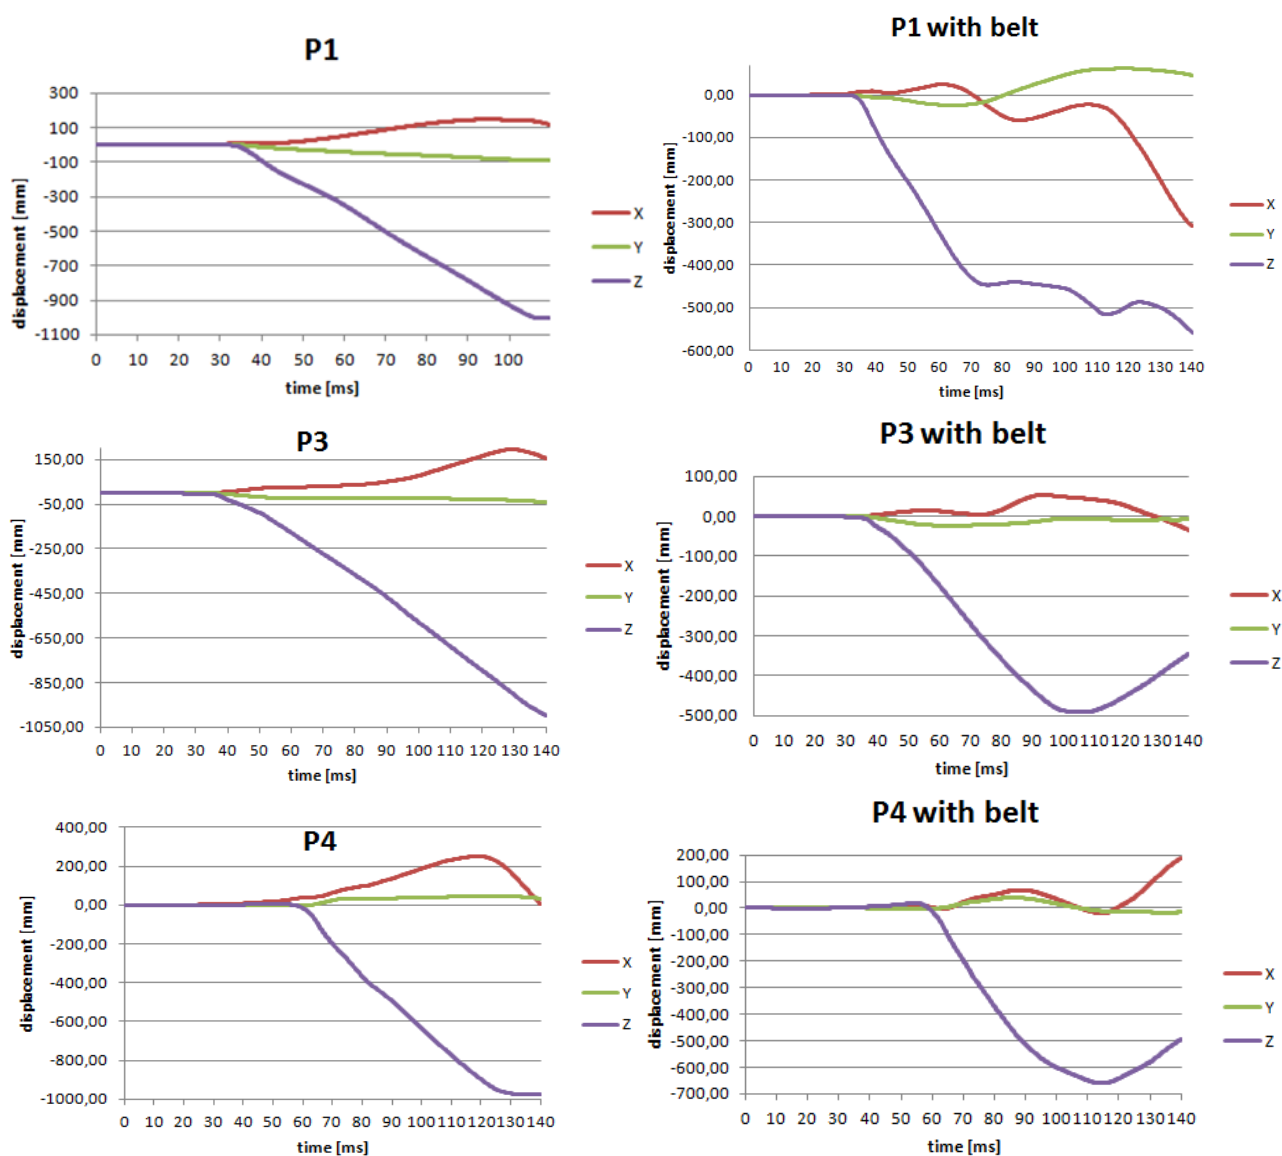 P1
displacement [mm]
300
100
-100
-300
-500
-700
-900
-1100
0 10 20 30 40 50 60 70 80 90 100
time [ms]
X
Y
Z
P1 with belt
displacement [mm]
0,00
-100,00
-200,00
-300,00
-400,00
-500,00
-600,00
0 10 20 30 40 50 60 70 80 90 100 110 120 130 140
time [ms]
X
Y
Z
P3
displacement [mm]
150,00
-50,00
-250,00
-450,00
-650,00
-850,00
-1050,00
0 10 20 30 40 50 60 70 80 90 100 110 120 130 140
time [ms]
X
Y
Z
P3 with belt
displacement [mm]
100,00
0,00
-100,00
-200,00
-300,00
-400,00
-500,00
0 10 20 30 40 50 60 70 80 90 100 110 120 130 140
time [ms]
X
Y
Z
P4
displacement [mm]
400,00
200,00
0,00
-200,00
-400,00
-600,00
-800,00
-1000,00
0 10 20 30 40 50 60 70 80 90 100 110 120 130 140
time [ms]
X
Y
Z
P4 with belt
displacement [mm]
200,00
100,00
0,00
-100,00
-200,00
-300,00
-400,00
-500,00
-600,00
-700,00
0 10 20 30 40 50 60 70 80 90 100 110 120 130 140
time [ms]
X
Y
Z